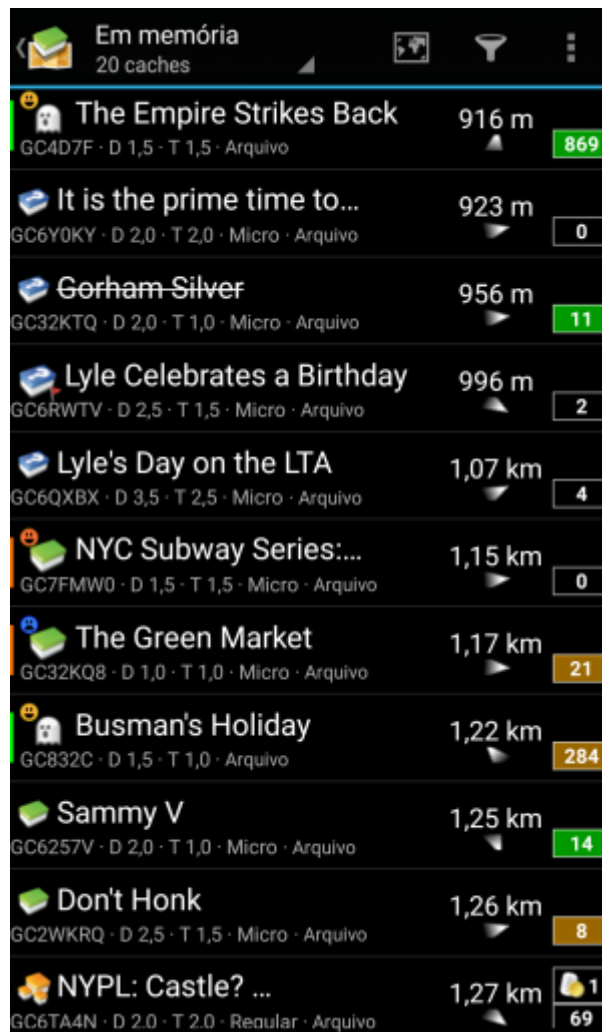 Em memória
20 caches
The Empire Strikes Back 916 m
GC4D7F · D 1,5 · T 1,5 · Arquivo 869
It is the prime time to… 923 m
GC6Y0KY · D 2,0 · T 2,0 · Micro · Arquivo 0
Gorham Silver 956 m
GC32KTQ · D 2,0 · T 1,0 · Micro · Arquivo 11
Lyle Celebrates a Birthday 996 m
GC6RWTV · D 2,5 · T 1,5 · Micro · Arquivo 2
Lyle's Day on the LTA 1,07 km
GC6QXBX · D 3,5 · T 2,5 · Micro · Arquivo 4
NYC Subway Series:… 1,15 km
GC7FMW0 · D 1,5 · T 1,5 · Micro · Arquivo 0
The Green Market 1,17 km
GC32KQ8 · D 1,0 · T 1,0 · Micro · Arquivo 21
Busman's Holiday 1,22 km
GC832C · D 1,5 · T 1,0 · Arquivo 284
Sammy V 1,25 km
GC6257V · D 2,0 · T 1,0 · Micro · Arquivo 14
Don't Honk 1,26 km
GC2WKRQ · D 2,5 · T 1,5 · Micro · Arquivo 8
NYPL: Castle? … 1,27 km 1
GC6TA4N · D 2,0 · T 2,0 · Regular · Arquivo 69